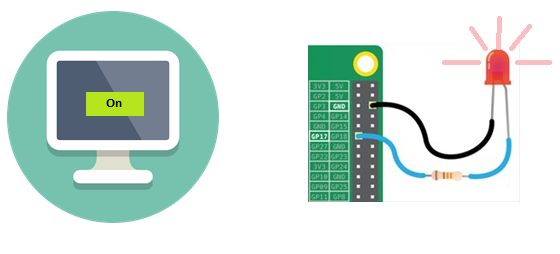 On
3V3 5V
GP2 5V
GP3 GND
GP4 GP14
GND GP15
GP17 GP18
GP27 GND
GP22 GP23
3V3 GP24
GP10 GND
GP09 GP25
GP11 GP8